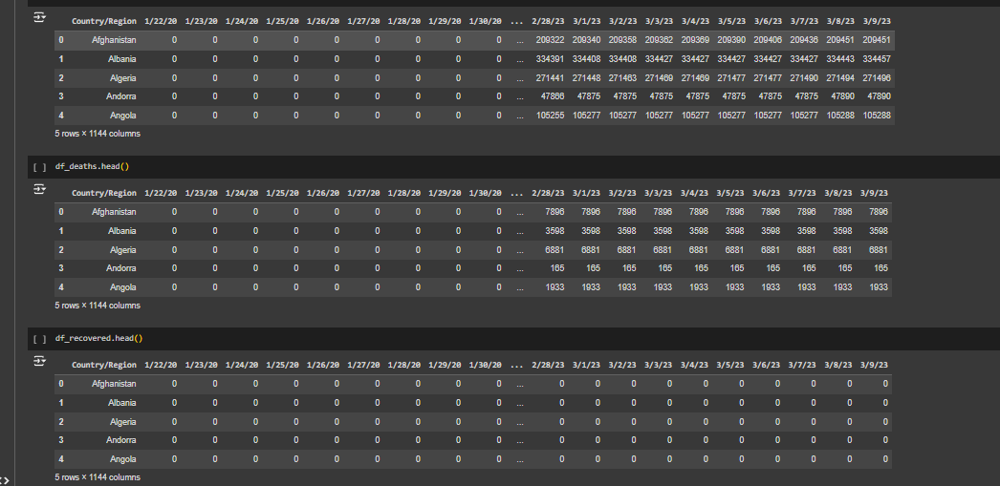 Country/Region 1/22/20 1/23/20 1/24/20 1/25/20 1/26/20 1/27/20 1/28/20 1/29/20 1/30/20 ... 2/28/23 3/1/23 3/2/23 3/3/23 3/4/23 3/5/23 3/6/23 3/7/23 3/8/23 3/9/23
0 Afghanistan 0 0 0 0 0 0 0 0 0 ... 209322 209340 209358 209362 209369 209390 209406 209436 209451 209451
1 Albania 0 0 0 0 0 0 0 0 0 ... 334391 334408 334408 334427 334427 334427 334427 334427 334443 334457
2 Algeria 0 0 0 0 0 0 0 0 0 ... 271441 271448 271463 271469 271469 271477 271477 271490 271494 271496
3 Andorra 0 0 0 0 0 0 0 0 0 ... 47866 47875 47875 47875 47875 47875 47875 47875 47890 47890
4 Angola 0 0 0 0 0 0 0 0 0 ... 105255 105277 105277 105277 105277 105277 105277 105277 105288 105288
5 rows × 1144 columns
[ ] df_deaths.head()
Country/Region 1/22/20 1/23/20 1/24/20 1/25/20 1/26/20 1/27/20 1/28/20 1/29/20 1/30/20 ... 2/28/23 3/1/23 3/2/23 3/3/23 3/4/23 3/5/23 3/6/23 3/7/23 3/8/23 3/9/23
0 Afghanistan 0 0 0 0 0 0 0 0 0 ... 7896 7896 7896 7896 7896 7896 7896 7896 7896 7896
1 Albania 0 0 0 0 0 0 0 0 0 ... 3598 3598 3598 3598 3598 3598 3598 3598 3598 3598
2 Algeria 0 0 0 0 0 0 0 0 0 ... 6881 6881 6881 6881 6881 6881 6881 6881 6881 6881
3 Andorra 0 0 0 0 0 0 0 0 0 ... 165 165 165 165 165 165 165 165 165 165
4 Angola 0 0 0 0 0 0 0 0 0 ... 1933 1933 1933 1933 1933 1933 1933 1933 1933 1933
5 rows × 1144 columns
[ ] df_recovered.head()
Country/Region 1/22/20 1/23/20 1/24/20 1/25/20 1/26/20 1/27/20 1/28/20 1/29/20 1/30/20 ... 2/28/23 3/1/23 3/2/23 3/3/23 3/4/23 3/5/23 3/6/23 3/7/23 3/8/23 3/9/23
0 Afghanistan 0 0 0 0 0 0 0 0 0 ... 0 0 0 0 0 0 0 0 0 0
1 Albania 0 0 0 0 0 0 0 0 0 ... 0 0 0 0 0 0 0 0 0 0
2 Algeria 0 0 0 0 0 0 0 0 0 ... 0 0 0 0 0 0 0 0 0 0
3 Andorra 0 0 0 0 0 0 0 0 0 ... 0 0 0 0 0 0 0 0 0 0
4 Angola 0 0 0 0 0 0 0 0 0 ... 0 0 0 0 0 0 0 0 0 0
5 rows × 1144 columns